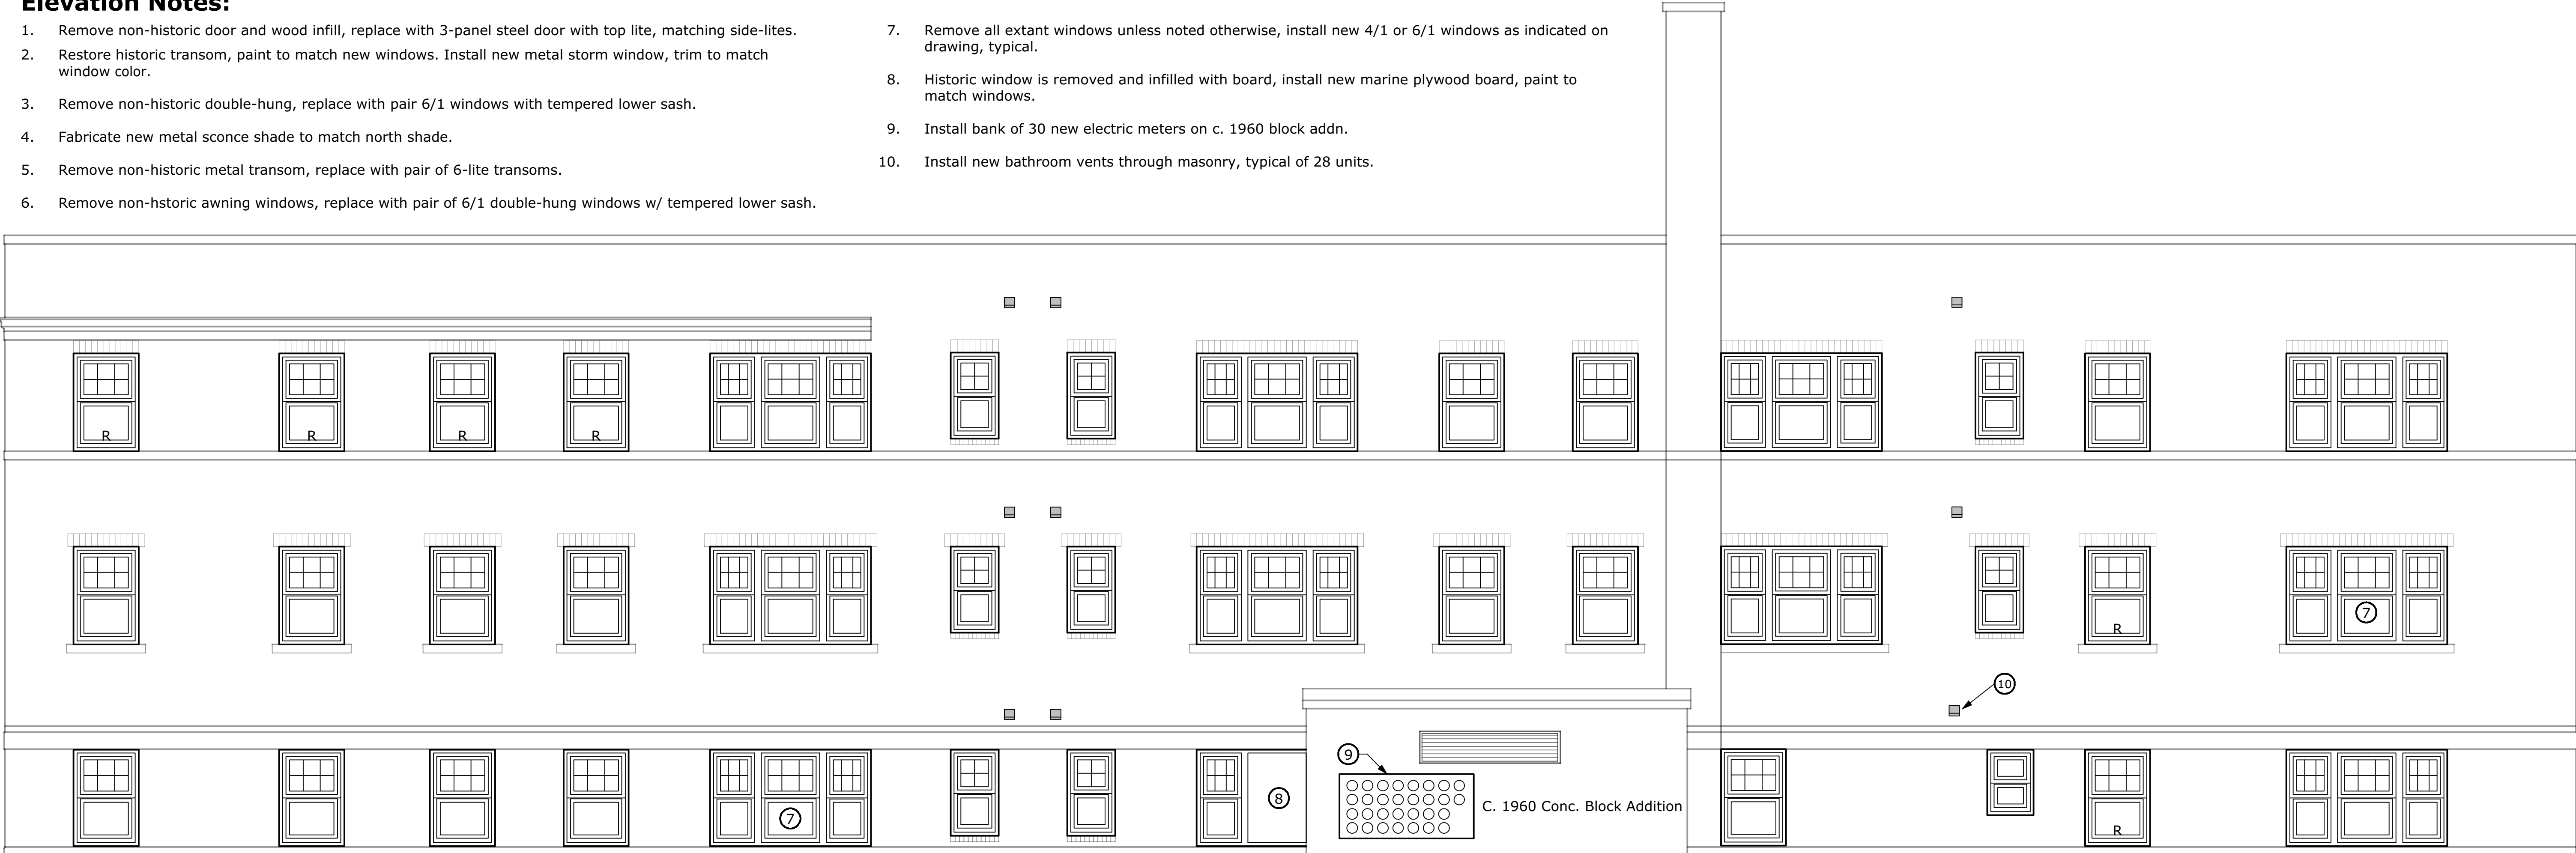 Elevation Notes:
1. Remove non-historic door and wood infill, replace with 3-panel steel door with top lite, matching side-lites.
2. Restore historic transom, paint to match new windows. Install new metal storm window, trim to match
window color.
3. Remove non-historic double-hung, replace with pair 6/1 windows with tempered lower sash.
4. Fabricate new metal sconce shade to match north shade.
5. Remove non-historic metal transom, replace with pair of 6-lite transoms.
6. Remove non-hstoric awning windows, replace with pair of 6/1 double-hung windows w/ tempered lower sash.
7. Remove all extant windows unless noted otherwise, install new 4/1 or 6/1 windows as indicated on
drawing, typical.
8. Historic window is removed and infilled with board, install new marine plywood board, paint to
match windows.
9. Install bank of 30 new electric meters on c. 1960 block addn.
10. Install new bathroom vents through masonry, typical of 28 units.
R
R
R
R
7
R
10
9
7
8
C. 1960 Conc. Block Addition
R